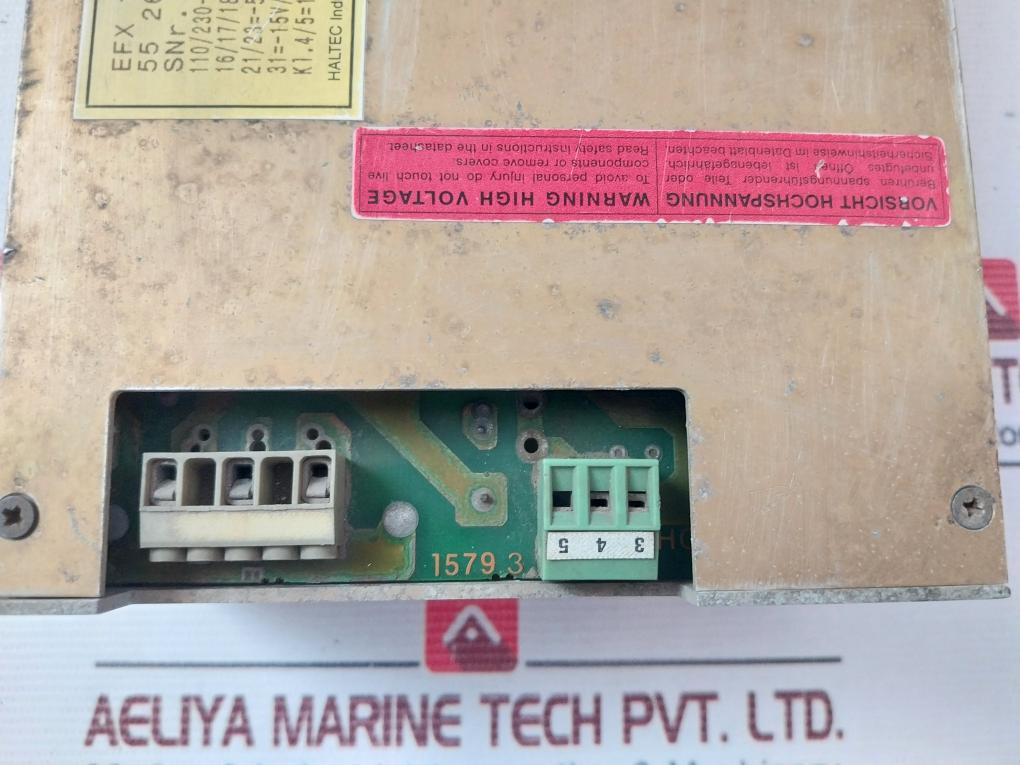 EFX
55 26
SNr.
110/230-
16/17/18
21/23=-5
31=-15V/
K1.4/5=1
HALTEC Ind
VORSICHT HOCHSPANNUNG
Berühren spannungsführender Teile oder
unbefugtes Öffnen ist lebensgefährlich.
Sicherheitshinweise im Datenblatt beachten.
WARNING HIGH VOLTAGE
To avoid personal injury do not touch live
components or remove covers.
Read safety instructions in the datasheet.
1579 3
3 4 5
AELIYA MARINE TECH PVT. LTD.